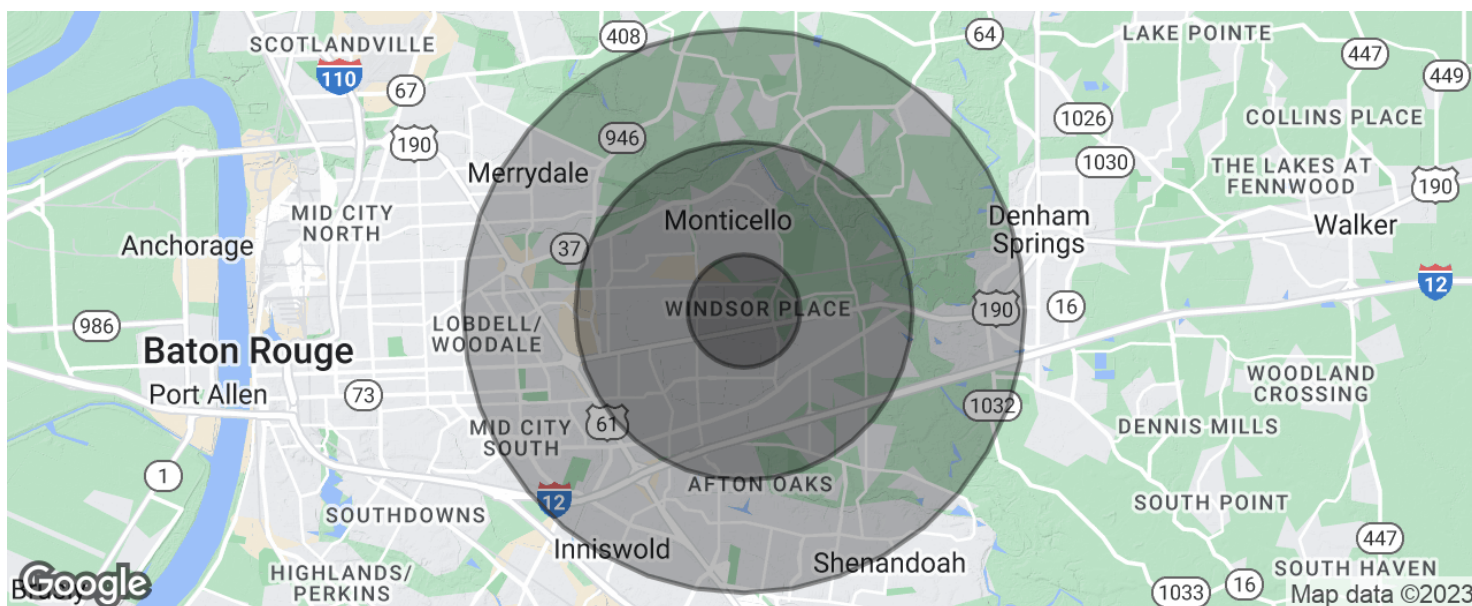 SCOTLANDVILLE
110
67
408
64
LAKE POINTE
447
449
190
946
1026
COLLINS PLACE
1030
Merrydale
THE LAKES AT
FENNWOOD
190
MID CITY
NORTH
Monticello
Denham
Springs
Walker
Anchorage
37
12
986
WINDSOR PLACE
190
16
LOBDELL/
WOODALE
Baton Rouge
Port Allen
73
61
1032
WOODLAND
CROSSING
MID CITY
SOUTH
DENNIS MILLS
1
12
AFTON OAKS
SOUTHDOWNS
SOUTH POINT
Inniswold
Shenandoah
447
HIGHLANDS/
PERKINS
SOUTH HAVEN
Google
1033
16
Map data ©2023